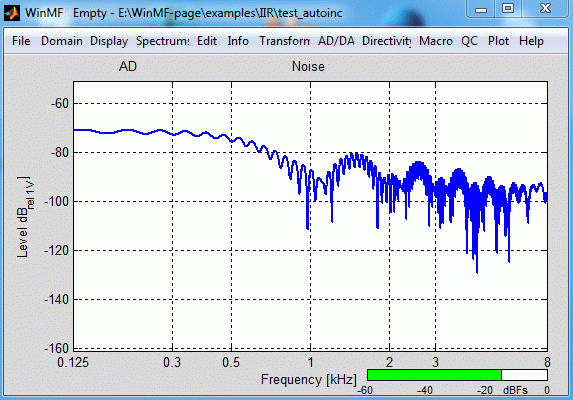 WinMF Empty - E:\WinMF-page\examples\IIR\test_autoinc
File Domain Display Spectrums Edit Info Transform AD/DA Directivity Macro QC Plot Help
AD Noise
-60
-80
-100
-120
-140
-160
Level dB rel 1V
0.125 0.3 0.5 1 2 3 8
Frequency [kHz]
-60 -40 -20 dBFs 0